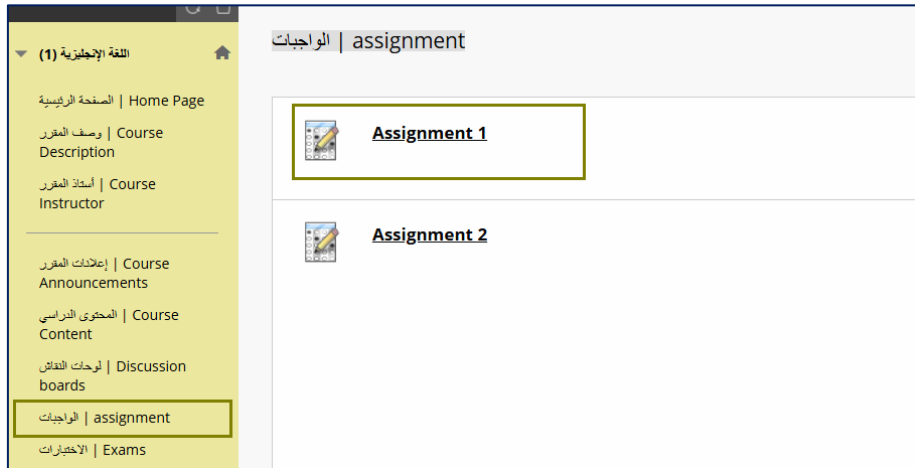 اللغة الإنجليزية (1)
الصفحة الرئيسية | Home Page
وصف المقرر | Course
Description
أستاذ المقرر | Course
Instructor
إعلانات المقرر | Course
Announcements
المحتوى الدراسي | Course
Content
لوحات النقاش | Discussion
boards
الواجبات | assignment
الاختبارات | Exams
الواجبات | assignment
Assignment 1
Assignment 2